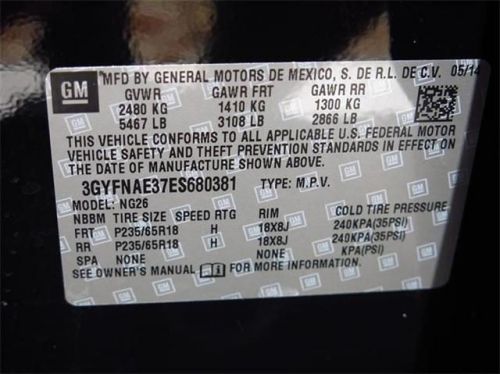 GM
MFD BY GENERAL MOTORS DE MEXICO, S. DE R.L. DE C.V. 05/14
GVWR GAWR FRT GAWR RR
2480 KG 1410 KG 1300 KG
5467 LB 3108 LB 2866 LB
THIS VEHICLE CONFORMS TO ALL APPLICABLE U.S. FEDERAL MOTOR
VEHICLE SAFETY AND THEFT PREVENTION STANDARDS IN EFFECT ON
THE DATE OF MANUFACTURE SHOWN ABOVE.
3GYFNAE37ES680381 TYPE: M.P.V.
MODEL: NG26
NBBM TIRE SIZE SPEED RTG RIM COLD TIRE PRESSURE
FRT P235/65R18 H 18X8J 240KPA(35PSI)
RR P235/65R18 H 18X8J 240KPA(35PSI)
SPA NONE NONE KPA(PSI)
SEE OWNER'S MANUAL FOR MORE INFORMATION.